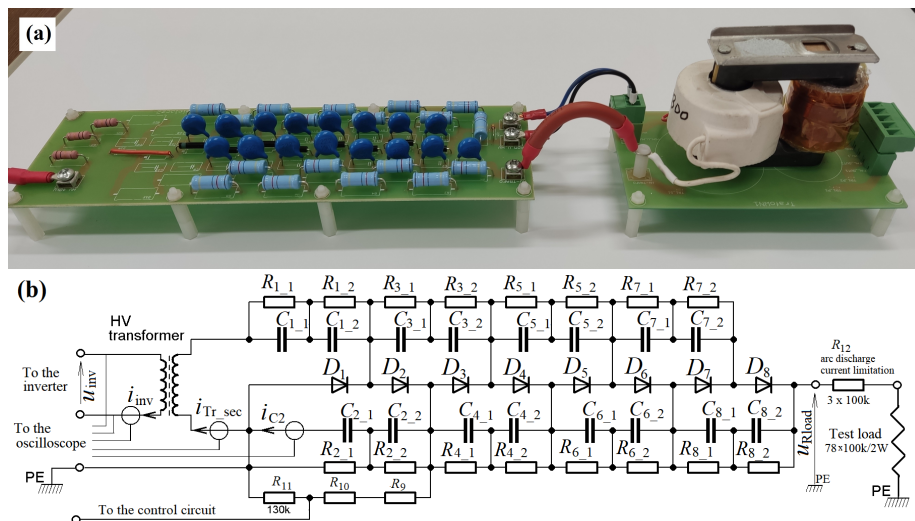 (a)
500
(b)
R1_1 R1_2 R3_1 R3_2 R5_1 R5_2 R7_1 R7_2
HV
transformer
C1_1 C1_2 C3_1 C3_2 C5_1 C5_2 C7_1 C7_2
R12
arc discharge
current limitation
D1 D2 D3 D4 D5 D6 D7 D8
To the
inverter
uinv
iinv
iTr_sec
iC2
3 x 100k
C2_1 C2_2 C4_1 C4_2 C6_1 C6_2 C8_1 C8_2
To the
oscilloscope
uRload
Test load
78×100k/2W
R2_1 R2_2 R4_1 R4_2 R6_1 R6_2 R8_1 R8_2
PE
PE
PE
R11 R10 R9
130k
To the control circuit